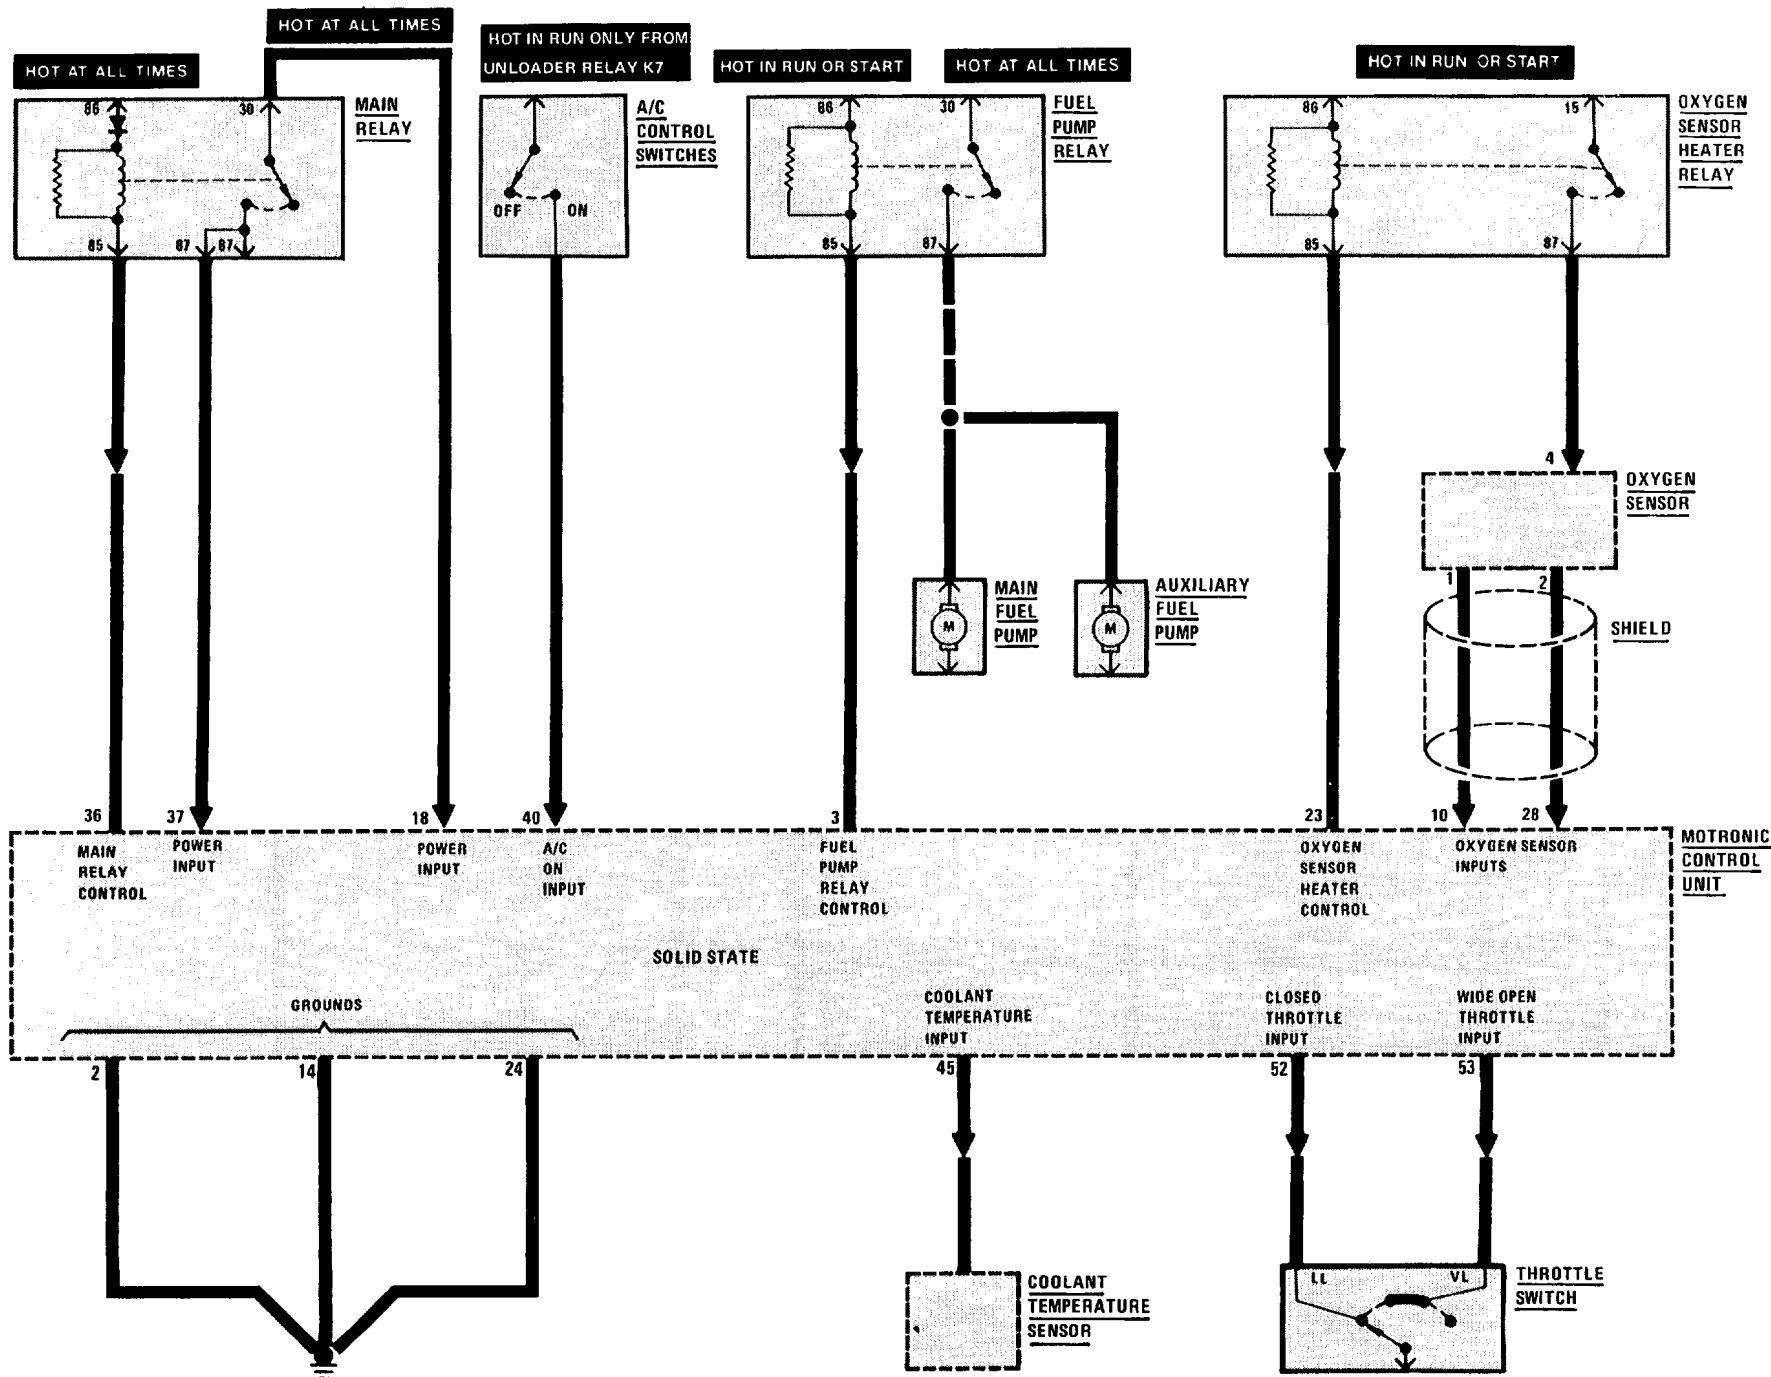 HOT AT ALL TIMES
HOT AT ALL TIMES
HOT IN RUN ONLY FROM
UNLOADER RELAY K7
HOT IN RUN OR START
HOT AT ALL TIMES
HOT IN RUN OR START
86
30
85
87
87
MAIN
RELAY
OFF
ON
A/C
CONTROL
SWITCHES
86
30
85
87
FUEL
PUMP
RELAY
86
15
85
87
OXYGEN
SENSOR
HEATER
RELAY
4
OXYGEN
SENSOR
1
2
SHIELD
M
MAIN
FUEL
PUMP
M
AUXILIARY
FUEL
PUMP
36
37
18
40
3
23
10
28
MAIN
RELAY
CONTROL
POWER
INPUT
POWER
INPUT
A/C
ON
INPUT
FUEL
PUMP
RELAY
CONTROL
OXYGEN
SENSOR
HEATER
CONTROL
OXYGEN SENSOR
INPUTS
MOTRONIC
CONTROL
UNIT
SOLID STATE
GROUNDS
COOLANT
TEMPERATURE
INPUT
CLOSED
THROTTLE
INPUT
WIDE OPEN
THROTTLE
INPUT
2
14
24
45
52
53
COOLANT
TEMPERATURE
SENSOR
LL
VL
THROTTLE
SWITCH